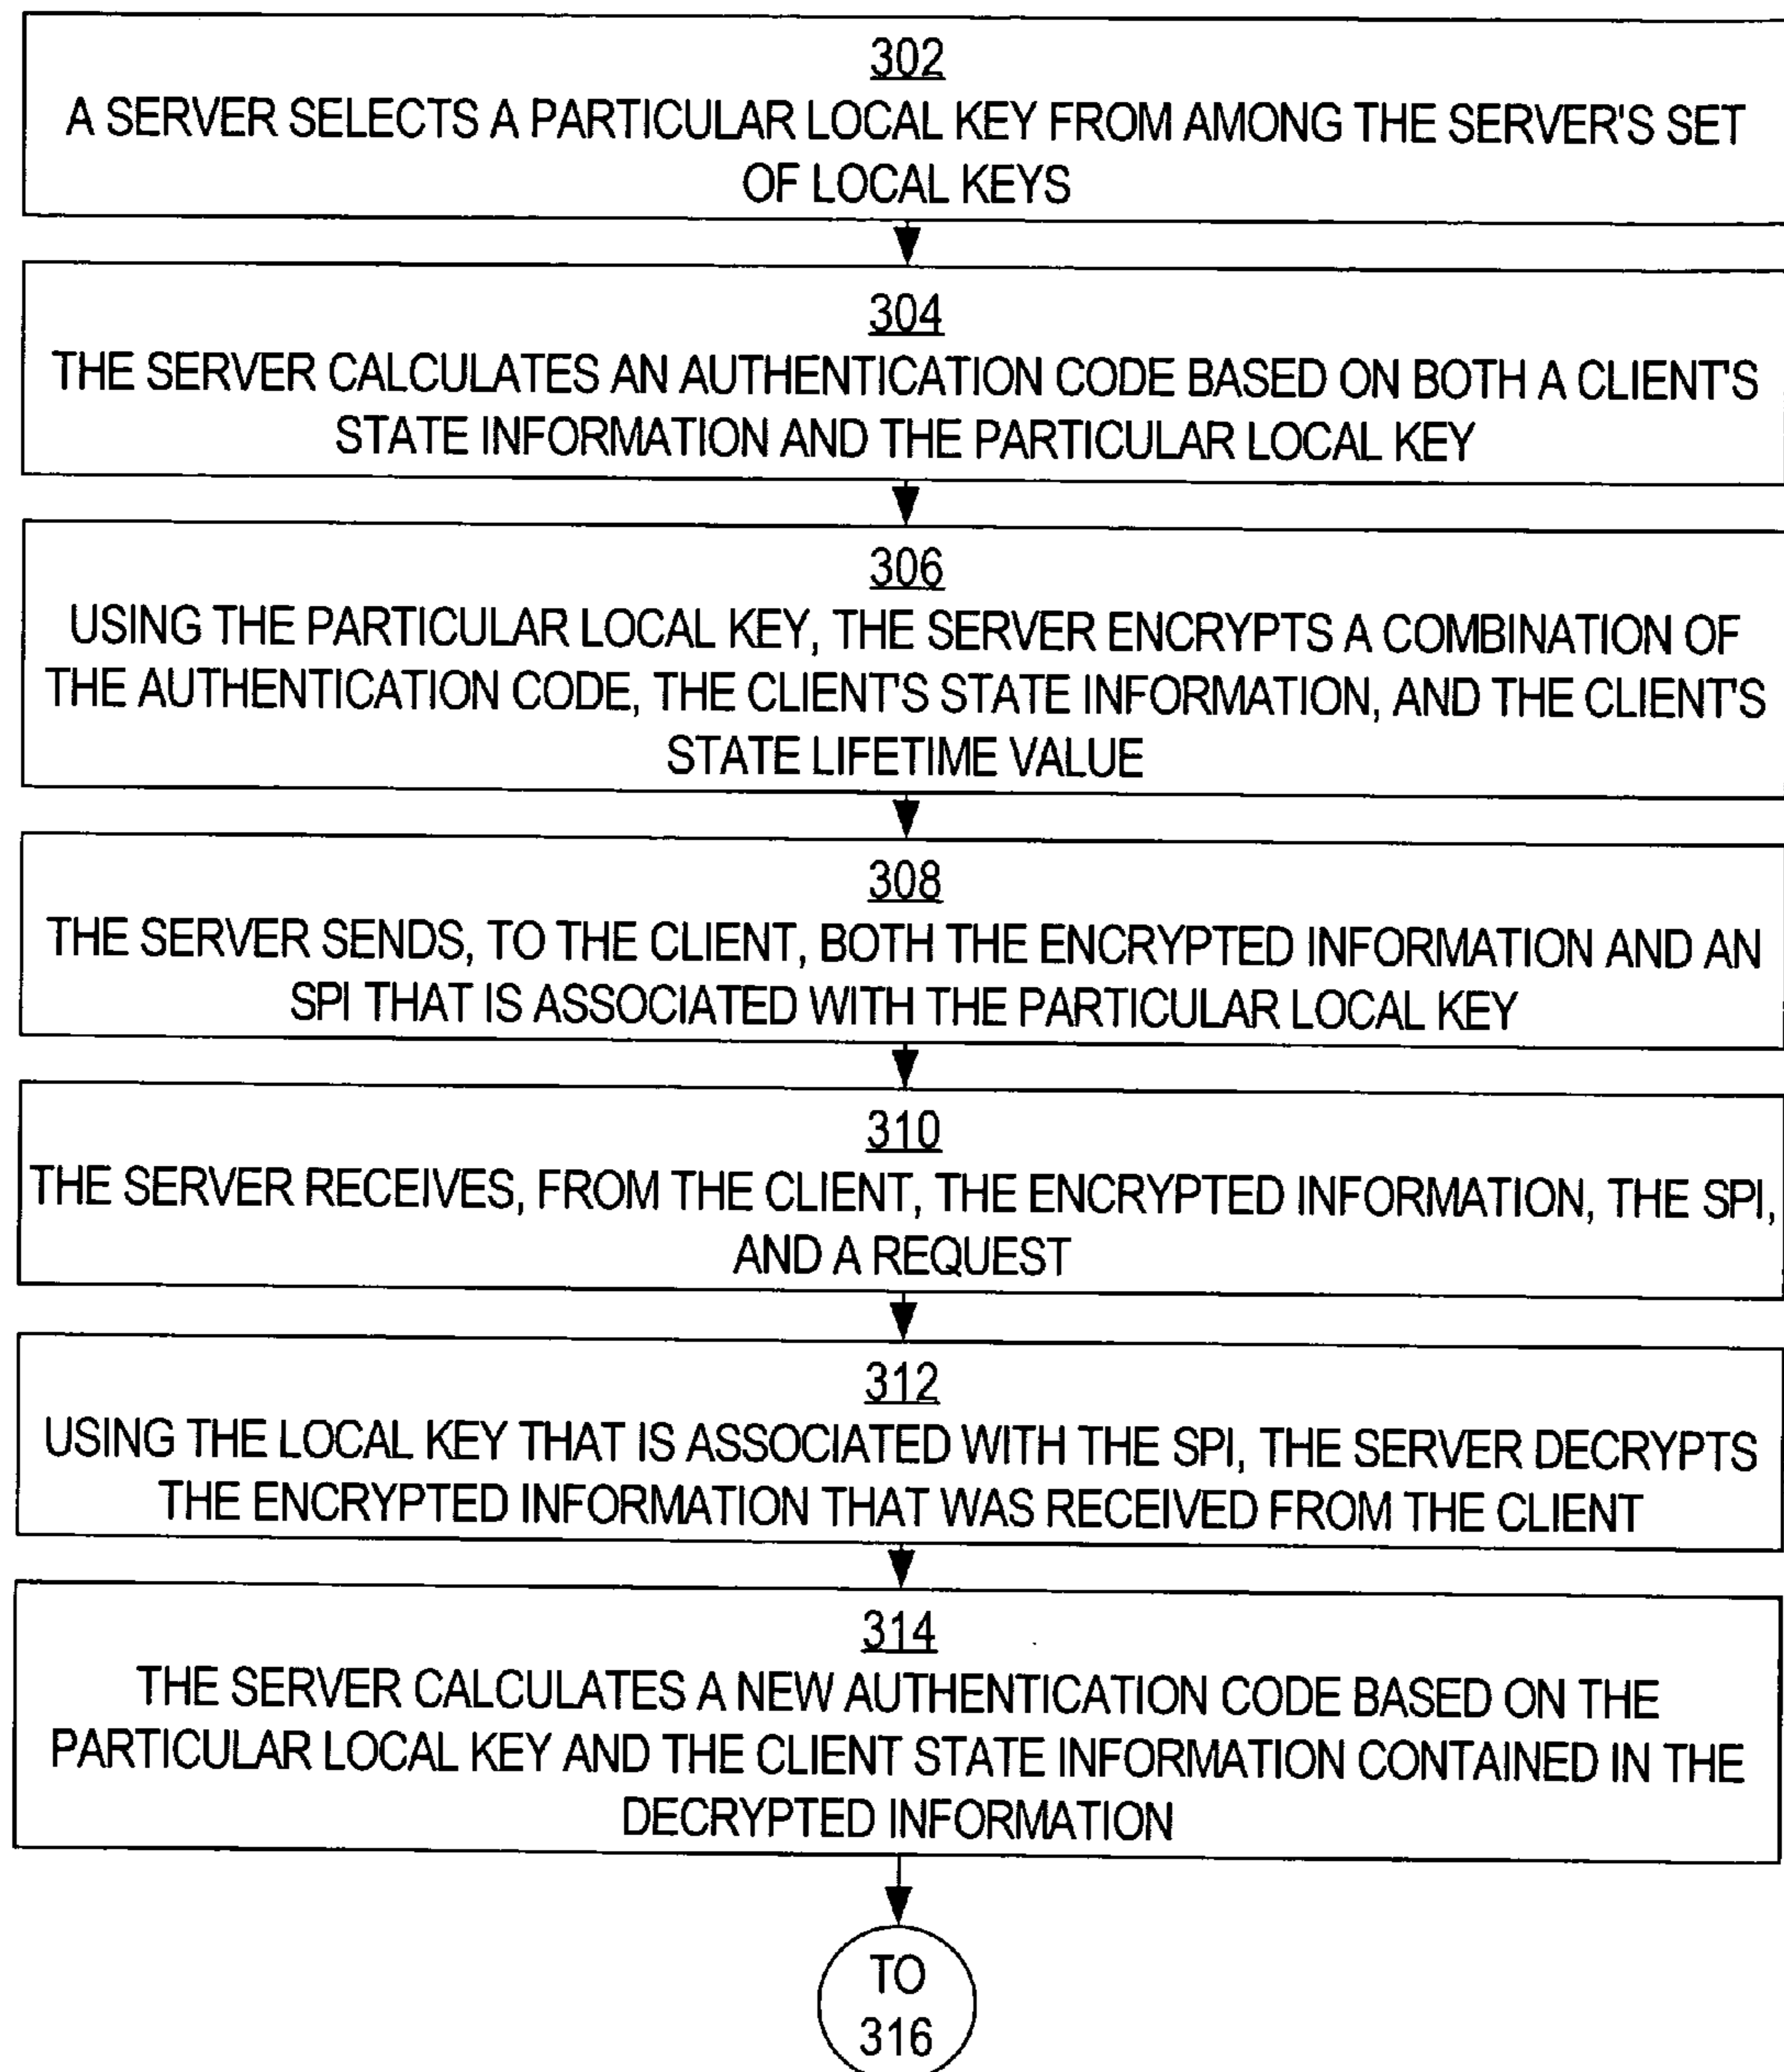 302
A SERVER SELECTS A PARTICULAR LOCAL KEY FROM AMONG THE SERVER'S SET
OF LOCAL KEYS
304
THE SERVER CALCULATES AN AUTHENTICATION CODE BASED ON BOTH A CLIENT'S
STATE INFORMATION AND THE PARTICULAR LOCAL KEY
306
USING THE PARTICULAR LOCAL KEY, THE SERVER ENCRYPTS A COMBINATION OF
THE AUTHENTICATION CODE, THE CLIENT'S STATE INFORMATION, AND THE CLIENT'S
STATE LIFETIME VALUE
308
THE SERVER SENDS, TO THE CLIENT, BOTH THE ENCRYPTED INFORMATION AND AN
SPI THAT IS ASSOCIATED WITH THE PARTICULAR LOCAL KEY
310
THE SERVER RECEIVES, FROM THE CLIENT, THE ENCRYPTED INFORMATION, THE SPI,
AND A REQUEST
312
USING THE LOCAL KEY THAT IS ASSOCIATED WITH THE SPI, THE SERVER DECRYPTS
THE ENCRYPTED INFORMATION THAT WAS RECEIVED FROM THE CLIENT
314
THE SERVER CALCULATES A NEW AUTHENTICATION CODE BASED ON THE
PARTICULAR LOCAL KEY AND THE CLIENT STATE INFORMATION CONTAINED IN THE
DECRYPTED INFORMATION
TO
316